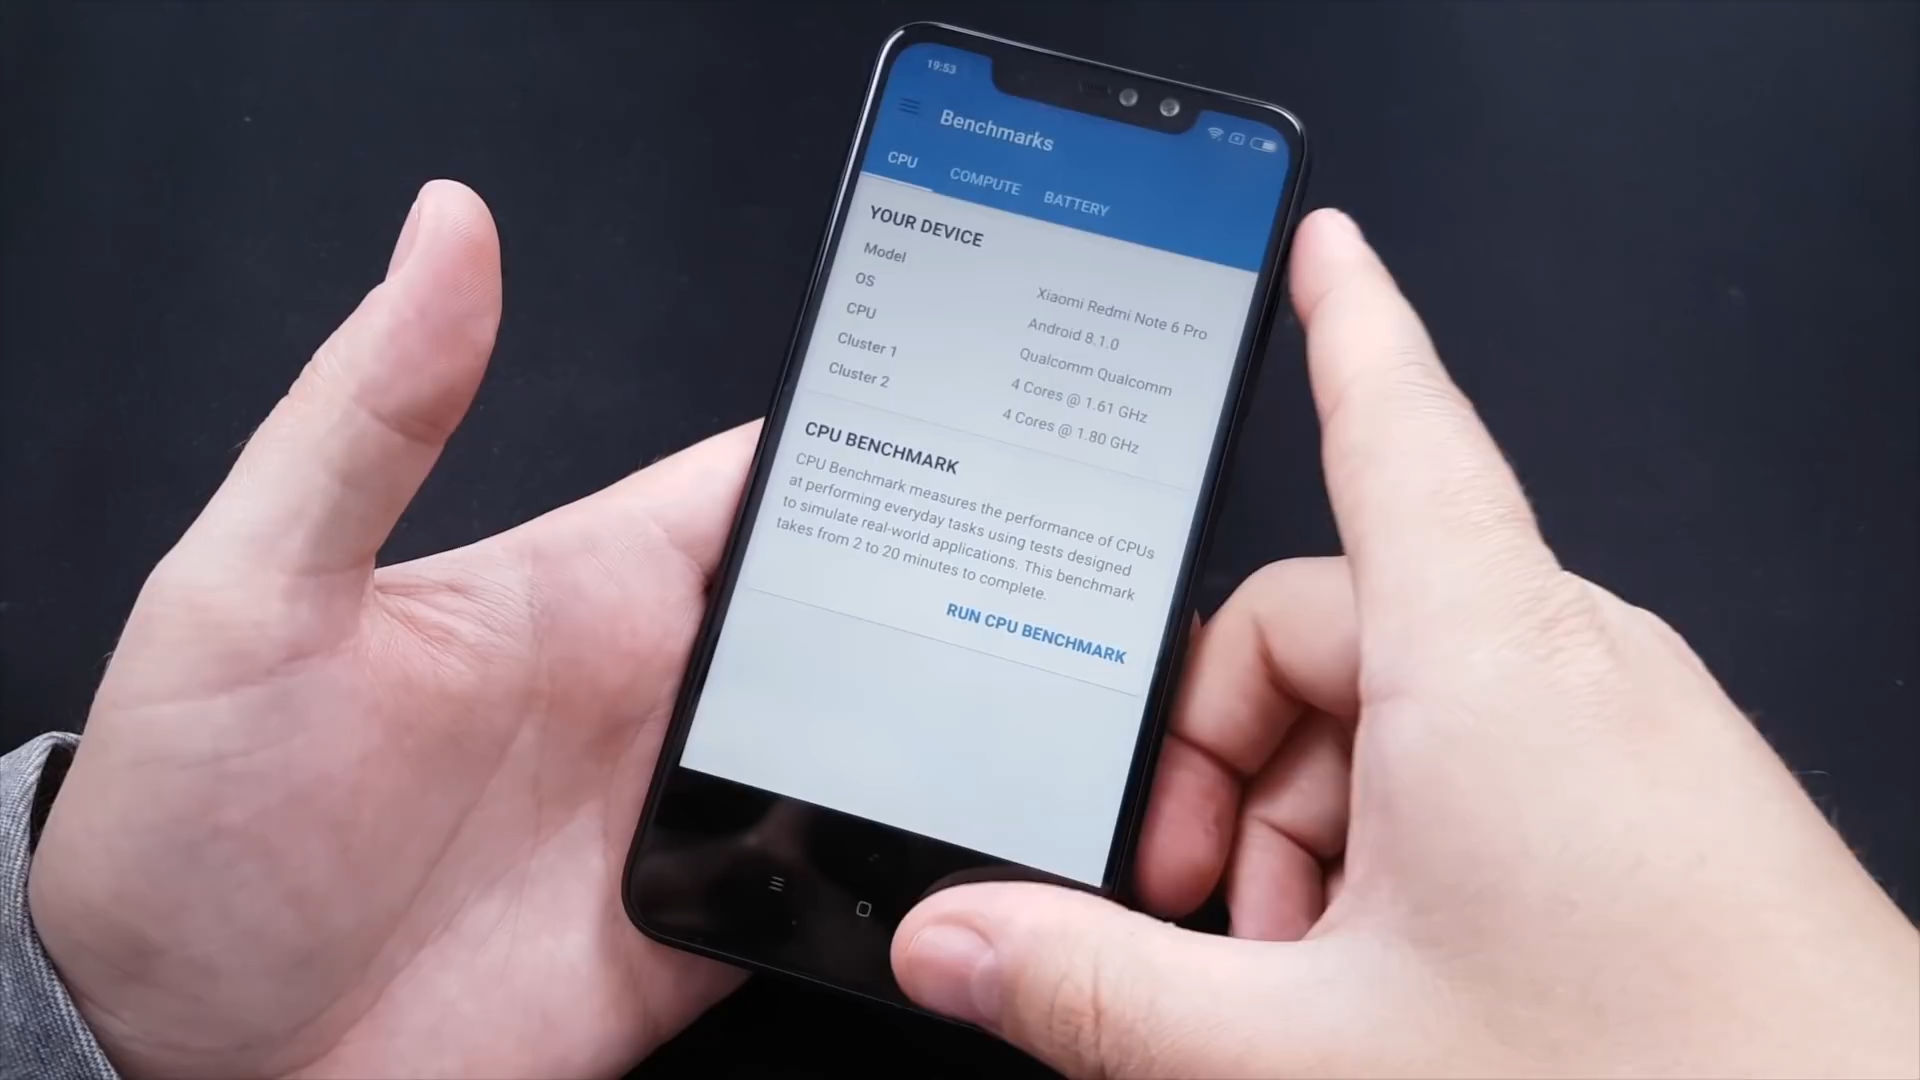 19:53
Benchmarks
CPU COMPUTE BATTERY
YOUR DEVICE
Model Xiaomi Redmi Note 6 Pro
OS Android 8.1.0
CPU Qualcomm Qualcomm
Cluster 1 4 Cores @ 1.61 GHz
Cluster 2 4 Cores @ 1.80 GHz
CPU BENCHMARK
CPU Benchmark measures the performance of CPUs
at performing everyday tasks using tests designed
to simulate real-world applications. This benchmark
takes from 2 to 20 minutes to complete.
RUN CPU BENCHMARK